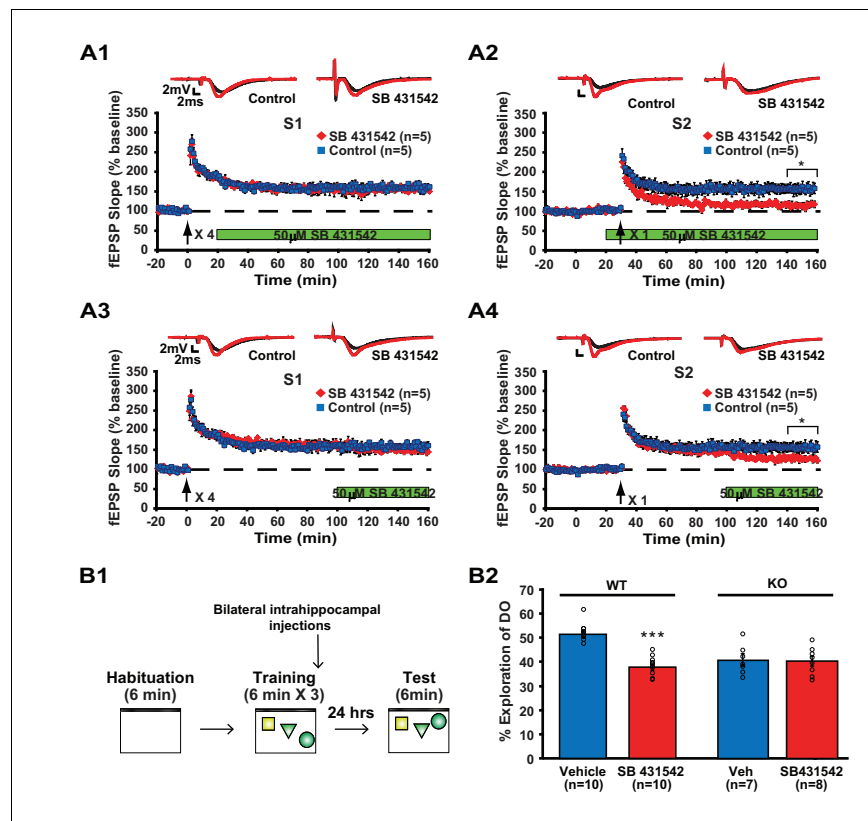 A1
2mV
2ms
Control
SB 431542
S1
SB 431542 (n=5)
Control (n=5)
fEPSP Slope (% baseline)
350
300
250
200
150
100
50
0
X 4
50 µM SB 431542
-20 0 20 40 60 80 100 120 140 160
Time (min)
A2
Control
SB 431542
S2
SB 431542 (n=5)
Control (n=5)
*
fEPSP Slope (% baseline)
350
300
250
200
150
100
50
0
X 1
50 µM SB 431542
-20 0 20 40 60 80 100 120 140 160
Time (min)
A3
2mV
2ms
Control
SB 431542
S1
SB 431542 (n=5)
Control (n=5)
fEPSP Slope (% baseline)
350
300
250
200
150
100
50
0
X 4
50 µM SB 431542
-20 0 20 40 60 80 100 120 140 160
Time (min)
A4
Control
SB 431542
S2
SB 431542 (n=5)
Control (n=5)
*
fEPSP Slope (% baseline)
350
300
250
200
150
100
50
0
X 1
50 µM SB 431542
-20 0 20 40 60 80 100 120 140 160
Time (min)
B1
Bilateral intrahippocampal
injections
Habituation
(6 min)
Training
(6 min X 3)
24 hrs
Test
(6min)
B2
WT
KO
% Exploration of DO
70
60
50
40
30
20
10
0
***
Vehicle
(n=10)
SB 431542
(n=10)
Veh
(n=7)
SB431542
(n=8)